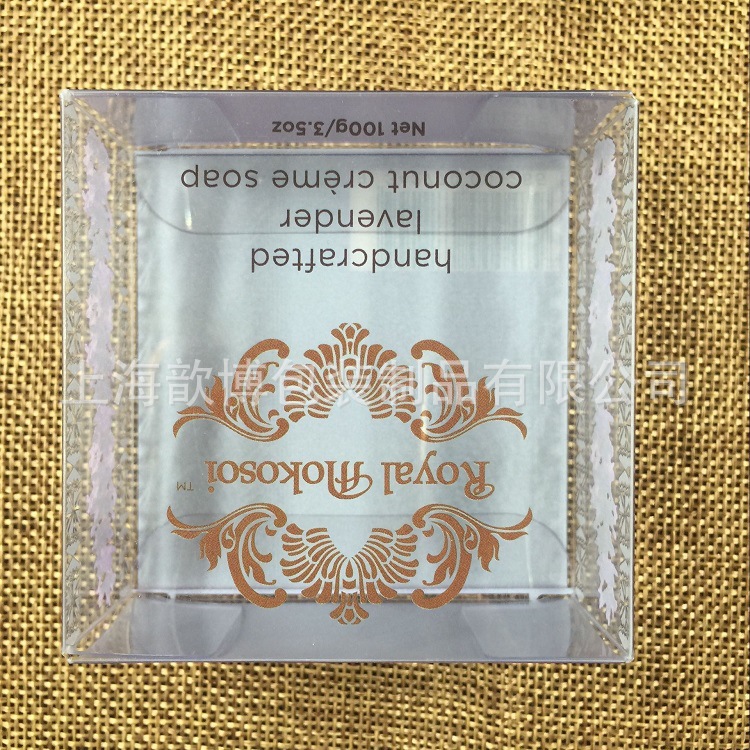 Royal Mokosoi™
handcrafted
lavender
coconut crème soap
Net 100g/3.5oz
上海歆博包装制品有限公司